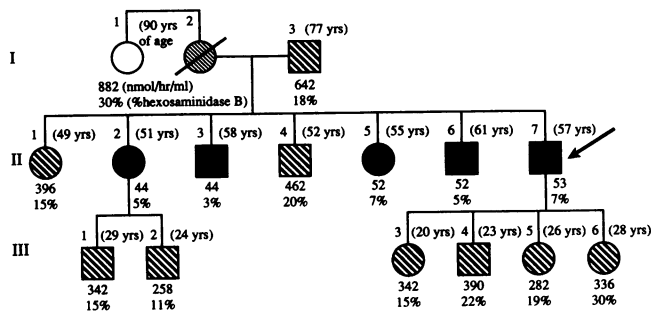 1 (90 yrs 2 3 (77 yrs)
of age
I
882 (nmol/hr/ml) 642
30% (%hexosaminidase B) 18%
1 (49 yrs) 2 (51 yrs) 3 (58 yrs) 4 (52 yrs) 5 (55 yrs) 6 (61 yrs) 7 (57 yrs)
II
396 44 44 462 52 52 53
15% 5% 3% 20% 7% 5% 7%
1 (29 yrs) 2 (24 yrs) 3 (20 yrs) 4 (23 yrs) 5 (26 yrs) 6 (28 yrs)
III
342 258 342 390 282 336
15% 11% 15% 22% 19% 30%